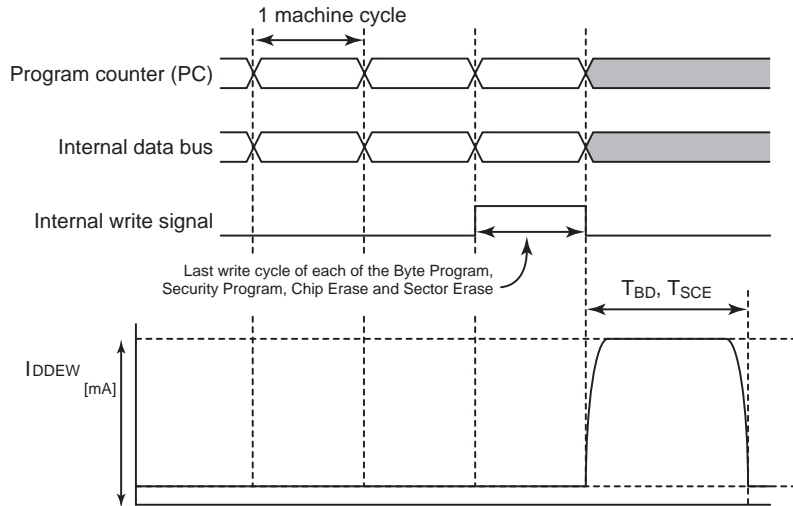 1 machine cycle
Program counter (PC)
Internal data bus
Internal write signal
Last write cycle of each of the Byte Program,
Security Program, Chip Erase and Sector Erase
TBD, TSCE
IDDEW
[mA]